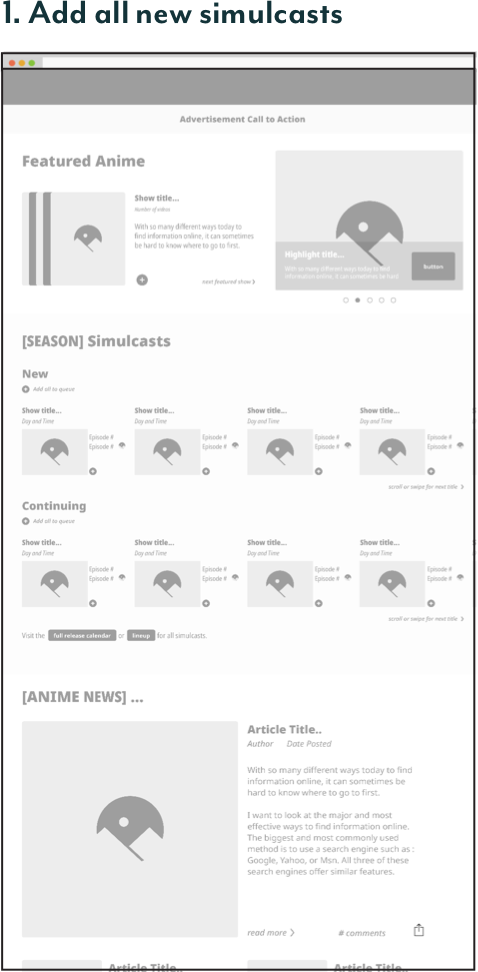 1. Add all new simulcasts
Advertisement Call to Action
Featured Anime
Show title...
Number of videos
With so many different ways today to
find information online, it can sometimes
be hard to know where to go to first.
next featured show ❯
Highlight title...
With so many different ways today to find
information online, it can sometimes be hard
button
[SEASON] Simulcasts
New
Add all to queue
Show title...
Day and Time
Episode #
Episode #
Show title...
Day and Time
Episode #
Episode #
Show title...
Day and Time
Episode #
Episode #
Show title...
Day and Time
Episode #
Episode #
scroll or swipe for next title ❯
Continuing
Add all to queue
Show title...
Day and Time
Episode #
Episode #
Show title...
Day and Time
Episode #
Episode #
Show title...
Day and Time
Episode #
Episode #
Show title...
Day and Time
Episode #
Episode #
scroll or swipe for next title ❯
Visit the full release calendar or lineup for all simulcasts.
[ANIME NEWS] ...
Article Title..
Author Date Posted
With so many different ways today to find
information online, it can sometimes be
hard to know where to go to first.
I want to look at the major and most
effective ways to find information online.
The biggest and most commonly used
method is to use a search engine such as :
Google, Yahoo, or Msn. All three of these
search engines offer similar features.
read more ❯ # comments
Article Title..
Article Title..